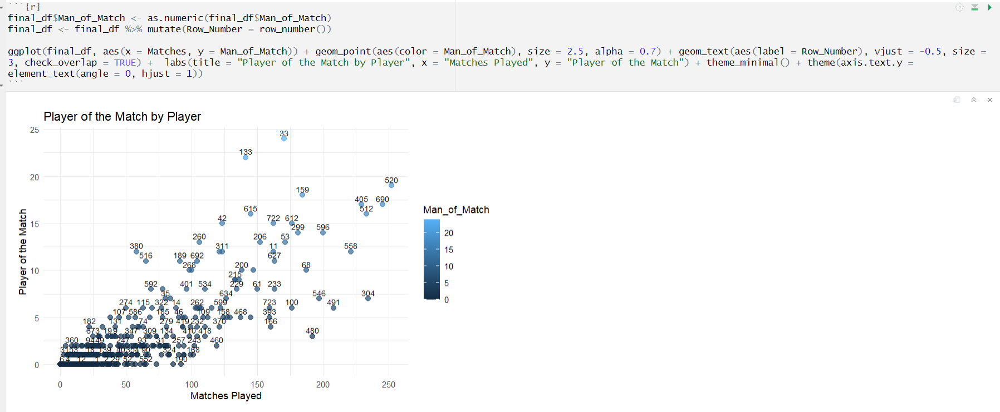 ```{r}
final_df$Man_of_Match <- as.numeric(final_df$Man_of_Match)
final_df <- final_df %>% mutate(Row_Number = row_number())
ggplot(final_df, aes(x = Matches, y = Man_of_Match)) + geom_point(aes(color = Man_of_Match), size = 2.5, alpha = 0.7) + geom_text(aes(label = Row_Number), vjust = -0.5, size =
3, check_overlap = TRUE) +  labs(title = "Player of the Match by Player", x = "Matches Played", y = "Player of the Match") + theme_minimal() + theme(axis.text.y =
element_text(angle = 0, hjust = 1))
```
Player of the Match by Player
25
33
133
20
520
159
405 690
615 512
15
42 722 612
299 596
260 206 53
380 311 11 558
516 189 692 627
10
268 200 68
215
592 401 534 229 61 233
35 634 546 304
274 115 322 14 262 599 723 100 491
5
107 586 185 46 109 158 468 393
182 131 74 279 419 232 370 166
673 199 347 309 134 410 418 480
360 94 49 247 93 31 257 243 460
18 139 354 90 324 168
0
6 4 12 1 2 29 52 552 190
0 50 100 150 200 250
Matches Played
Player of the Match
Man_of_Match
20
15
10
5
0